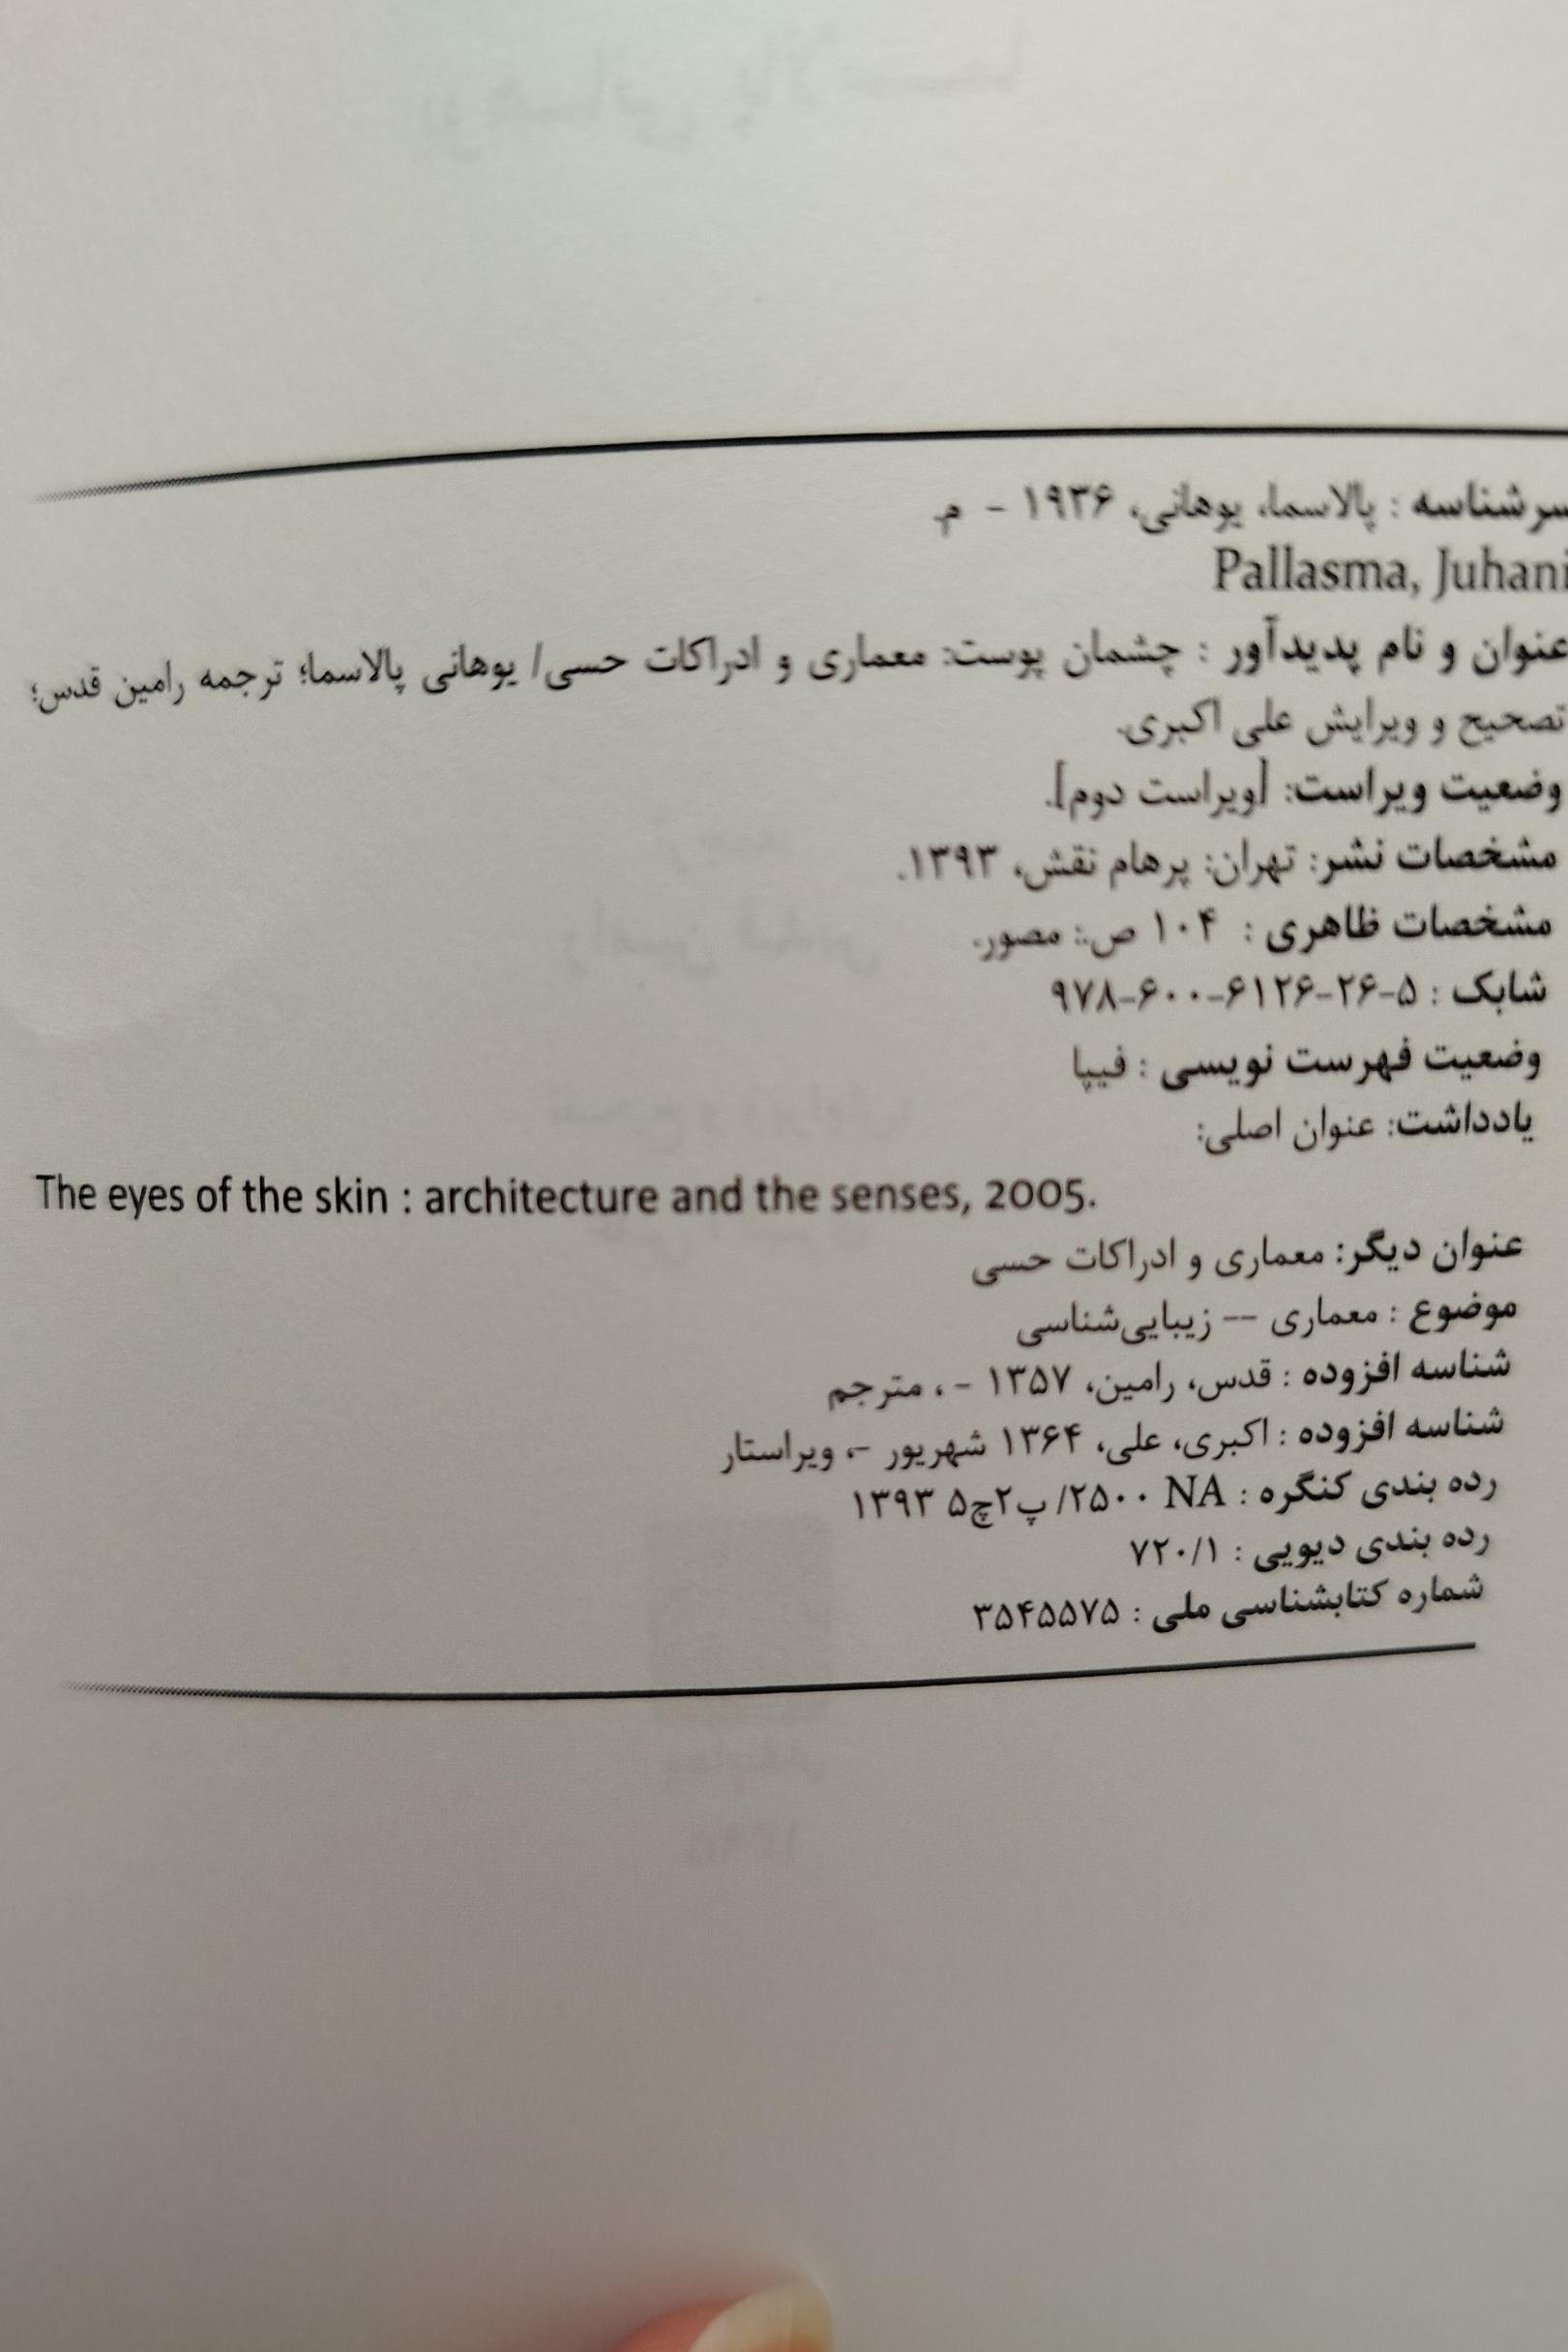 سرشناسه : پالاسما، یوهانی، ۱۹۳۶ - م.
Pallasma, Juhani
عنوان و نام پدیدآور : چشمان پوست: معماری و ادراکات حسی/ یوهانی پالاسما؛ ترجمه رامین قدس؛
تصحیح و ویرایش علی اکبری.
وضعیت ویراست: [ویراست دوم].
مشخصات نشر: تهران: پرهام نقش، ۱۳۹۳.
مشخصات ظاهری : ۱۰۴ ص.: مصور.
شابک : ۵-۲۶-۶۱۲۶-۶۰۰-۹۷۸
وضعیت فهرست نویسی : فیپا
یادداشت: عنوان اصلی:
The eyes of the skin : architecture and the senses, 2005.
عنوان دیگر: معماری و ادراکات حسی
موضوع : معماری -- زیبایی‌شناسی
شناسه افزوده : قدس، رامین، ۱۳۵۷ - ، مترجم
شناسه افزوده : اکبری، علی، ۱۳۶۴ شهریور -، ویراستار
رده بندی کنگره : NA ۲۵۰۰/ پ۲چ۵ ۱۳۹۳
رده بندی دیویی : ۷۲۰/۱
شماره کتابشناسی ملی : ۳۵۴۵۵۷۵